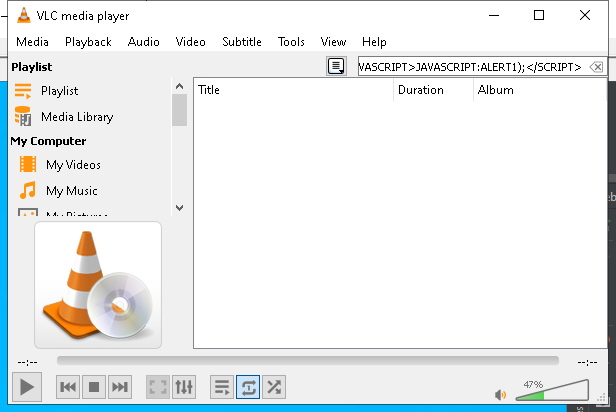 VLC media player
Media Playback Audio Video Subtitle Tools View Help
Playlist
VASCRIPT>JAVASCRIPT:ALERT1);</SCRIPT>
Title Duration Album
Playlist
Media Library
My Computer
My Videos
My Music
My Pictures
--:-- --:--
47%